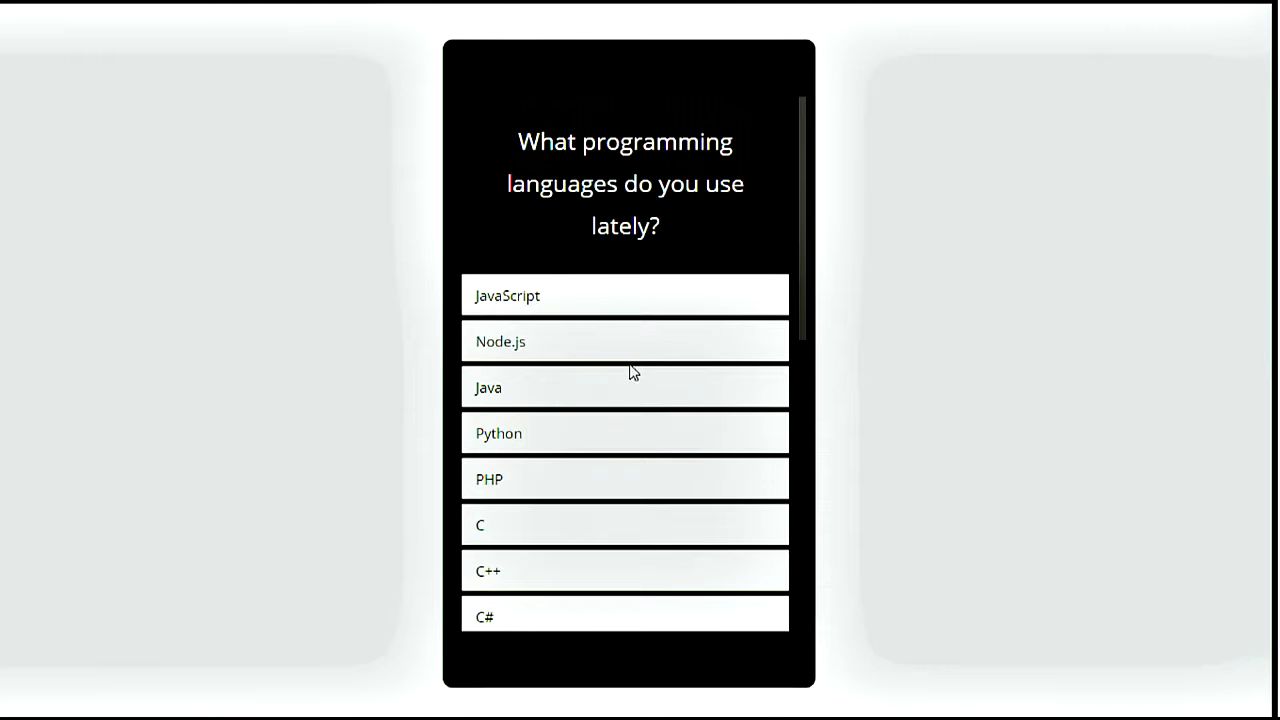 What programming
languages do you use
lately?
JavaScript
Node.js
Java
Python
PHP
C
C++
C#